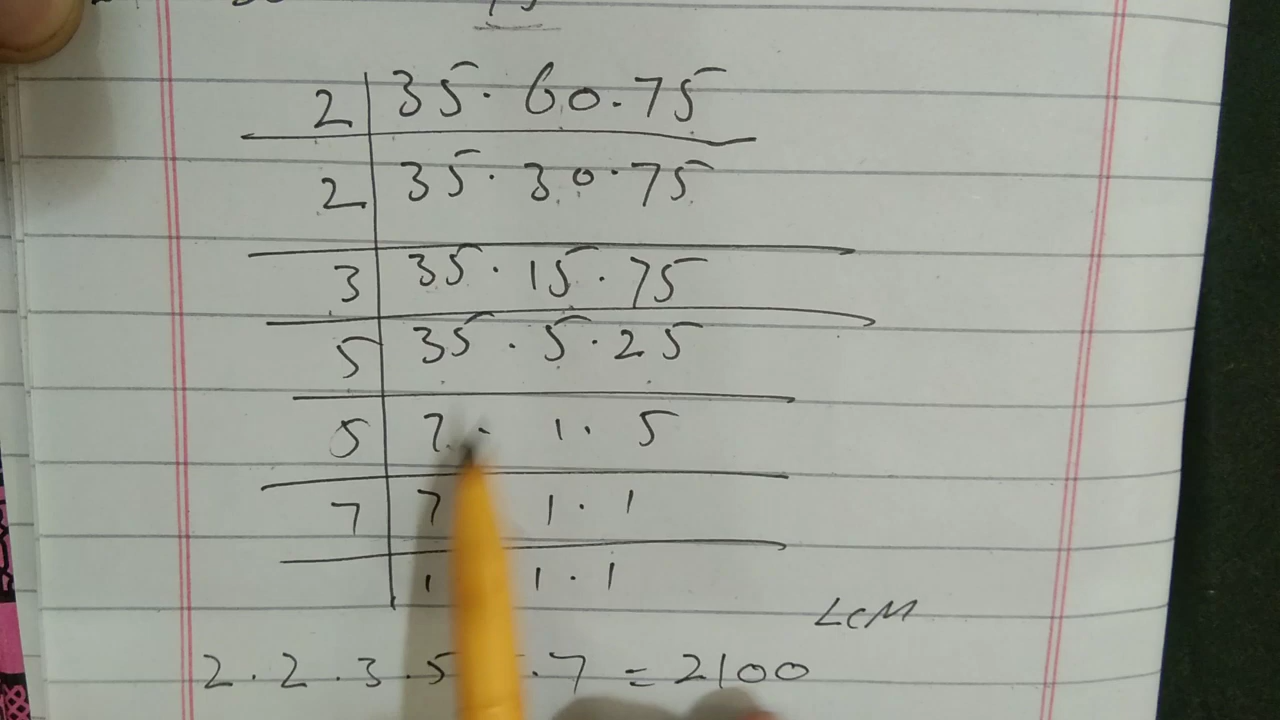 2 | 35 · 60 · 75
2 | 35 · 30 · 75
3 | 35 · 15 · 75
5 | 35 · 5 · 25
5 | 7 · 1 · 5
7 | 7 1 · 1
1 1 · 1
LCM
2 . 2 . 3 . 5 . 7 = 2100